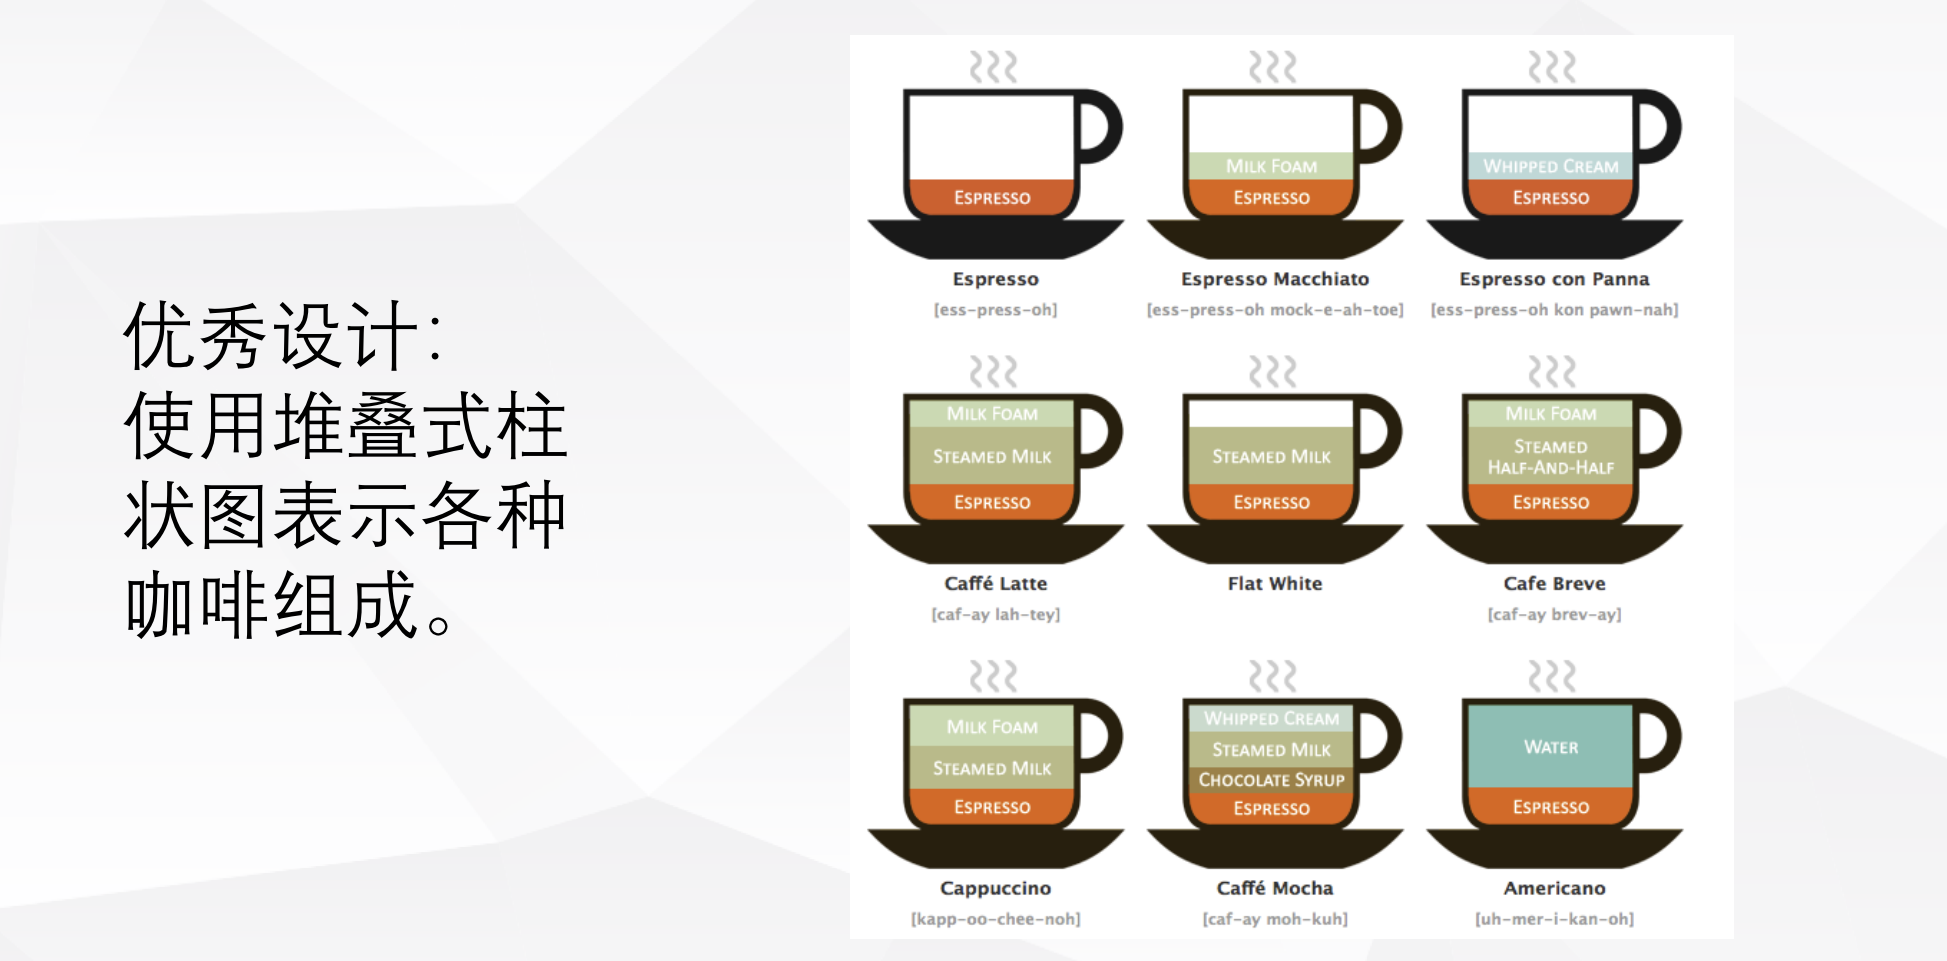 优秀设计：
使用堆叠式柱
状图表示各种
咖啡组成。
ESPRESSO
Espresso
[ess-press-oh]
MILK FOAM
ESPRESSO
Espresso Macchiato
[ess-press-oh mock-e-ah-toe]
WHIPPED CREAM
ESPRESSO
Espresso con Panna
[ess-press-oh kon pawn-nah]
MILK FOAM
STEAMED MILK
ESPRESSO
Caffé Latte
[caf-ay lah-tey]
STEAMED MILK
ESPRESSO
Flat White
MILK FOAM
STEAMED
HALF-AND-HALF
ESPRESSO
Cafe Breve
[caf-ay brev-ay]
MILK FOAM
STEAMED MILK
ESPRESSO
Cappuccino
[kapp-oo-chee-noh]
WHIPPED CREAM
STEAMED MILK
CHOCOLATE SYRUP
ESPRESSO
Caffé Mocha
[caf-ay moh-kuh]
WATER
ESPRESSO
Americano
[uh-mer-i-kan-oh]